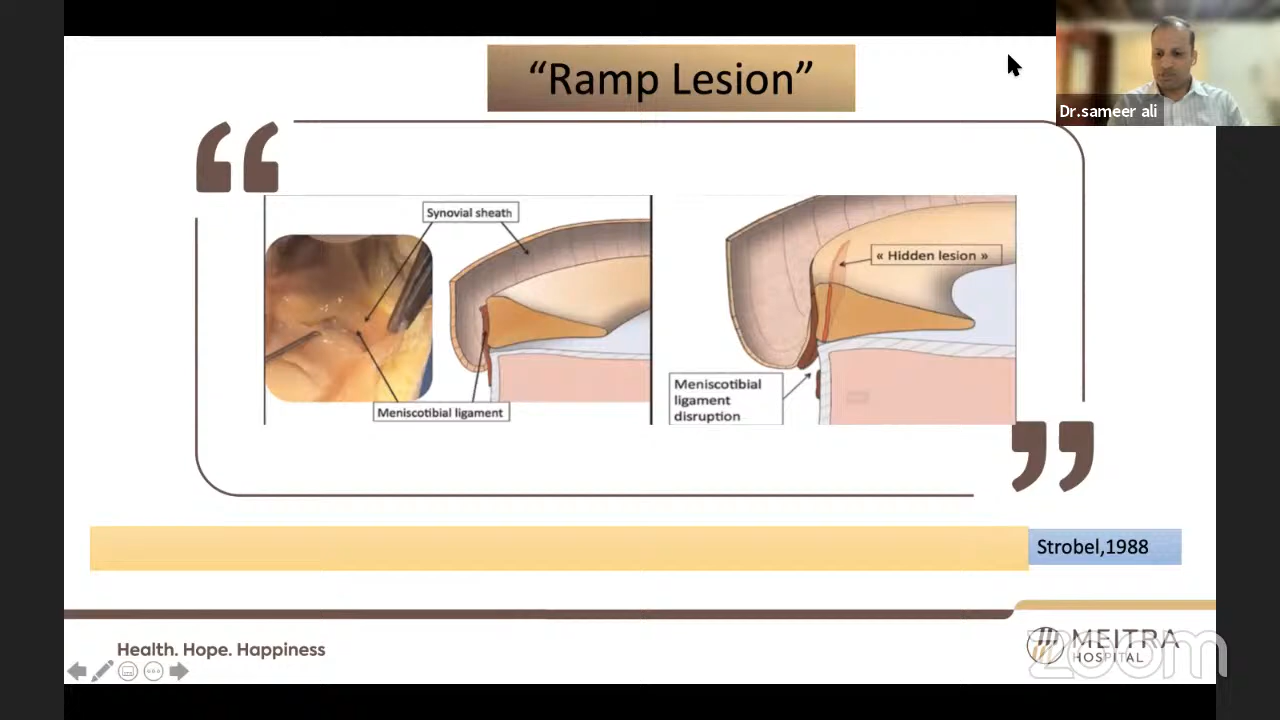 “Ramp Lesion”
Dr.sameer ali
Synovial sheath
« Hidden lesion »
Meniscotibial
ligament
disruption
Meniscotibial ligament
Strobel,1988
Health. Hope. Happiness
MEITRA
HOSPITAL
zoom